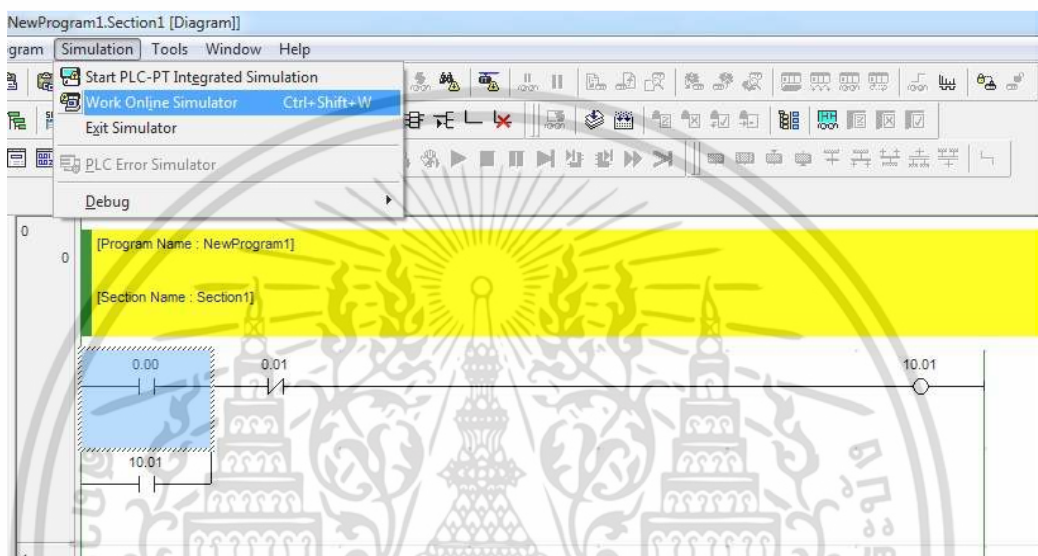 NewProgram1.Section1 [Diagram]]
gram Simulation Tools Window Help
Start PLC-PT Integrated Simulation
Work Online Simulator Ctrl+Shift+W
Exit Simulator
PLC Error Simulator
Debug
0
0
[Program Name : NewProgram1]
[Section Name : Section1]
0.00 0.01 10.01
10.01